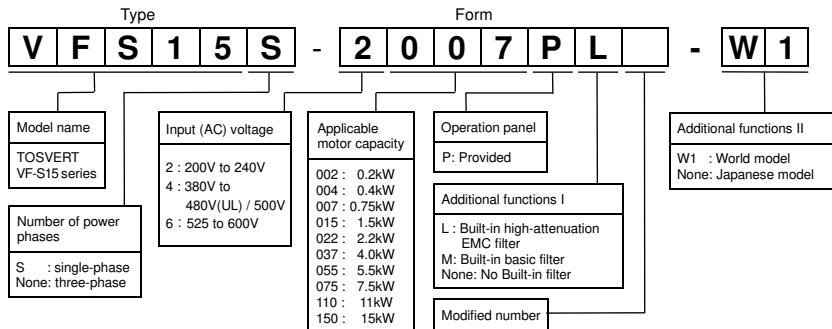 Type
Form
V F S 1 5 S - 2 0 0 7 P L - W 1
Model name
TOSVERT
VF-S15 series
Number of power
phases
S : single-phase
None: three-phase
Input (AC) voltage
2 : 200V to 240V
4 : 380V to
480V(UL) / 500V
6 : 525 to 600V
Applicable
motor capacity
002 : 0.2kW
004 : 0.4kW
007 : 0.75kW
015 : 1.5kW
022 : 2.2kW
037 : 4.0kW
055 : 5.5kW
075 : 7.5kW
110 : 11kW
150 : 15kW
Operation panel
P: Provided
Additional functions I
L : Built-in high-attenuation
EMC filter
M: Built-in basic filter
None: No Built-in filter
Modified number
Additional functions II
W1 : World model
None: Japanese model